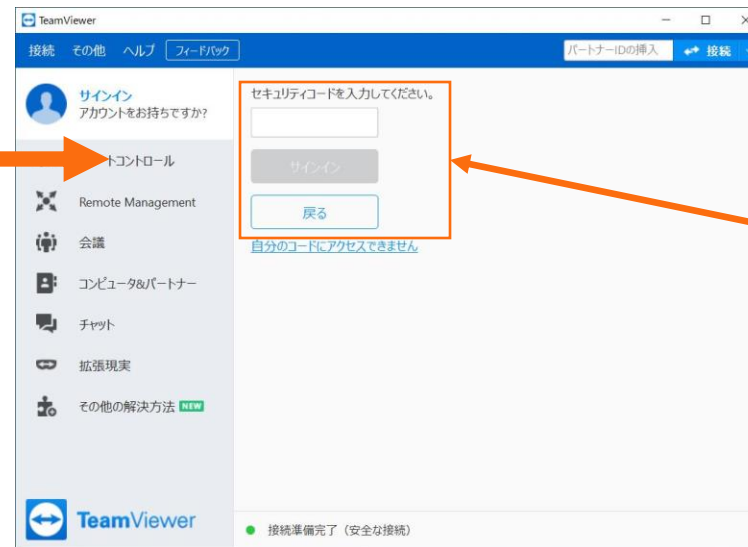 TeamViewer
接続 その他 ヘルプ フィードバック
パートナーIDの挿入 接続
サインイン
アカウントをお持ちですか?
トコントロール
Remote Management
会議
コンピュータ&パートナー
チャット
拡張現実
その他の解決方法 NEW
TeamViewer
セキュリティコードを入力してください。
サインイン
戻る
自分のコードにアクセスできません
接続準備完了（安全な接続）